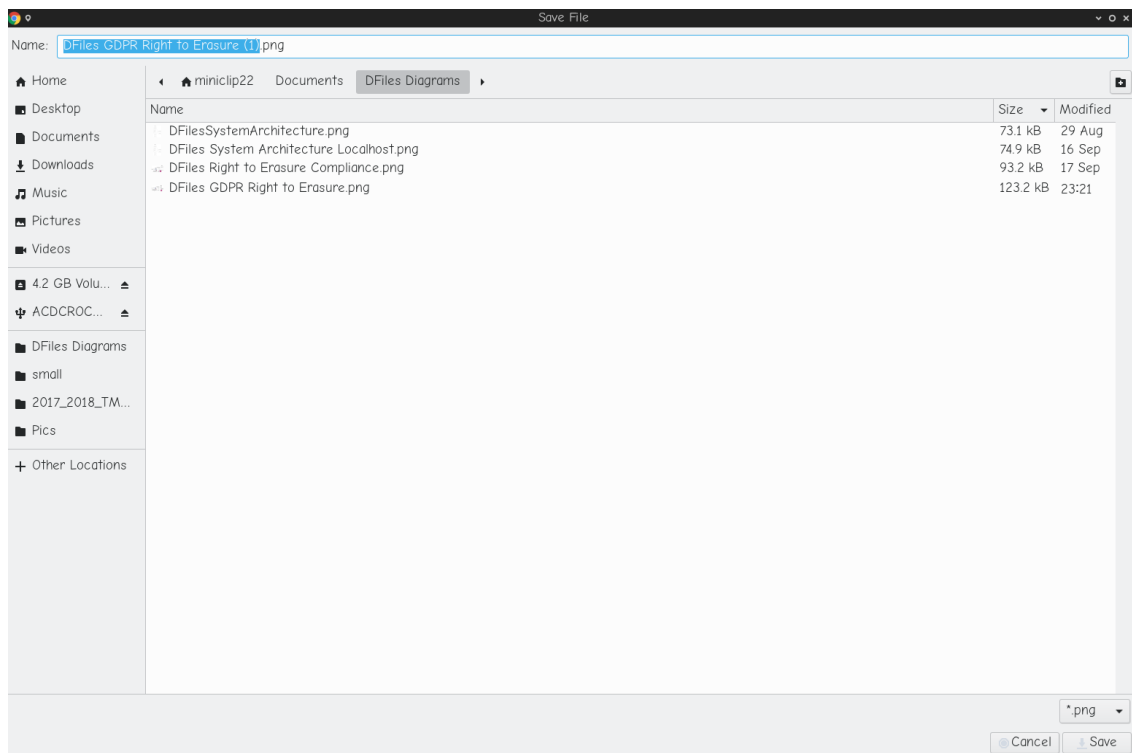 Save File
Name: DFiles GDPR Right to Erasure (1).png
Home
Desktop
Documents
Downloads
Music
Pictures
Videos
4.2 GB Volu...
ACDCROC...
DFiles Diagrams
small
2017_2018_TM...
Pics
Other Locations
miniclip22 Documents DFiles Diagrams
Name Size Modified
DFilesSystemArchitecture.png 73.1 kB 29 Aug
DFiles System Architecture Localhost.png 74.9 kB 16 Sep
DFiles Right to Erasure Compliance.png 93.2 kB 17 Sep
DFiles GDPR Right to Erasure.png 123.2 kB 23:21
*.png
Cancel Save